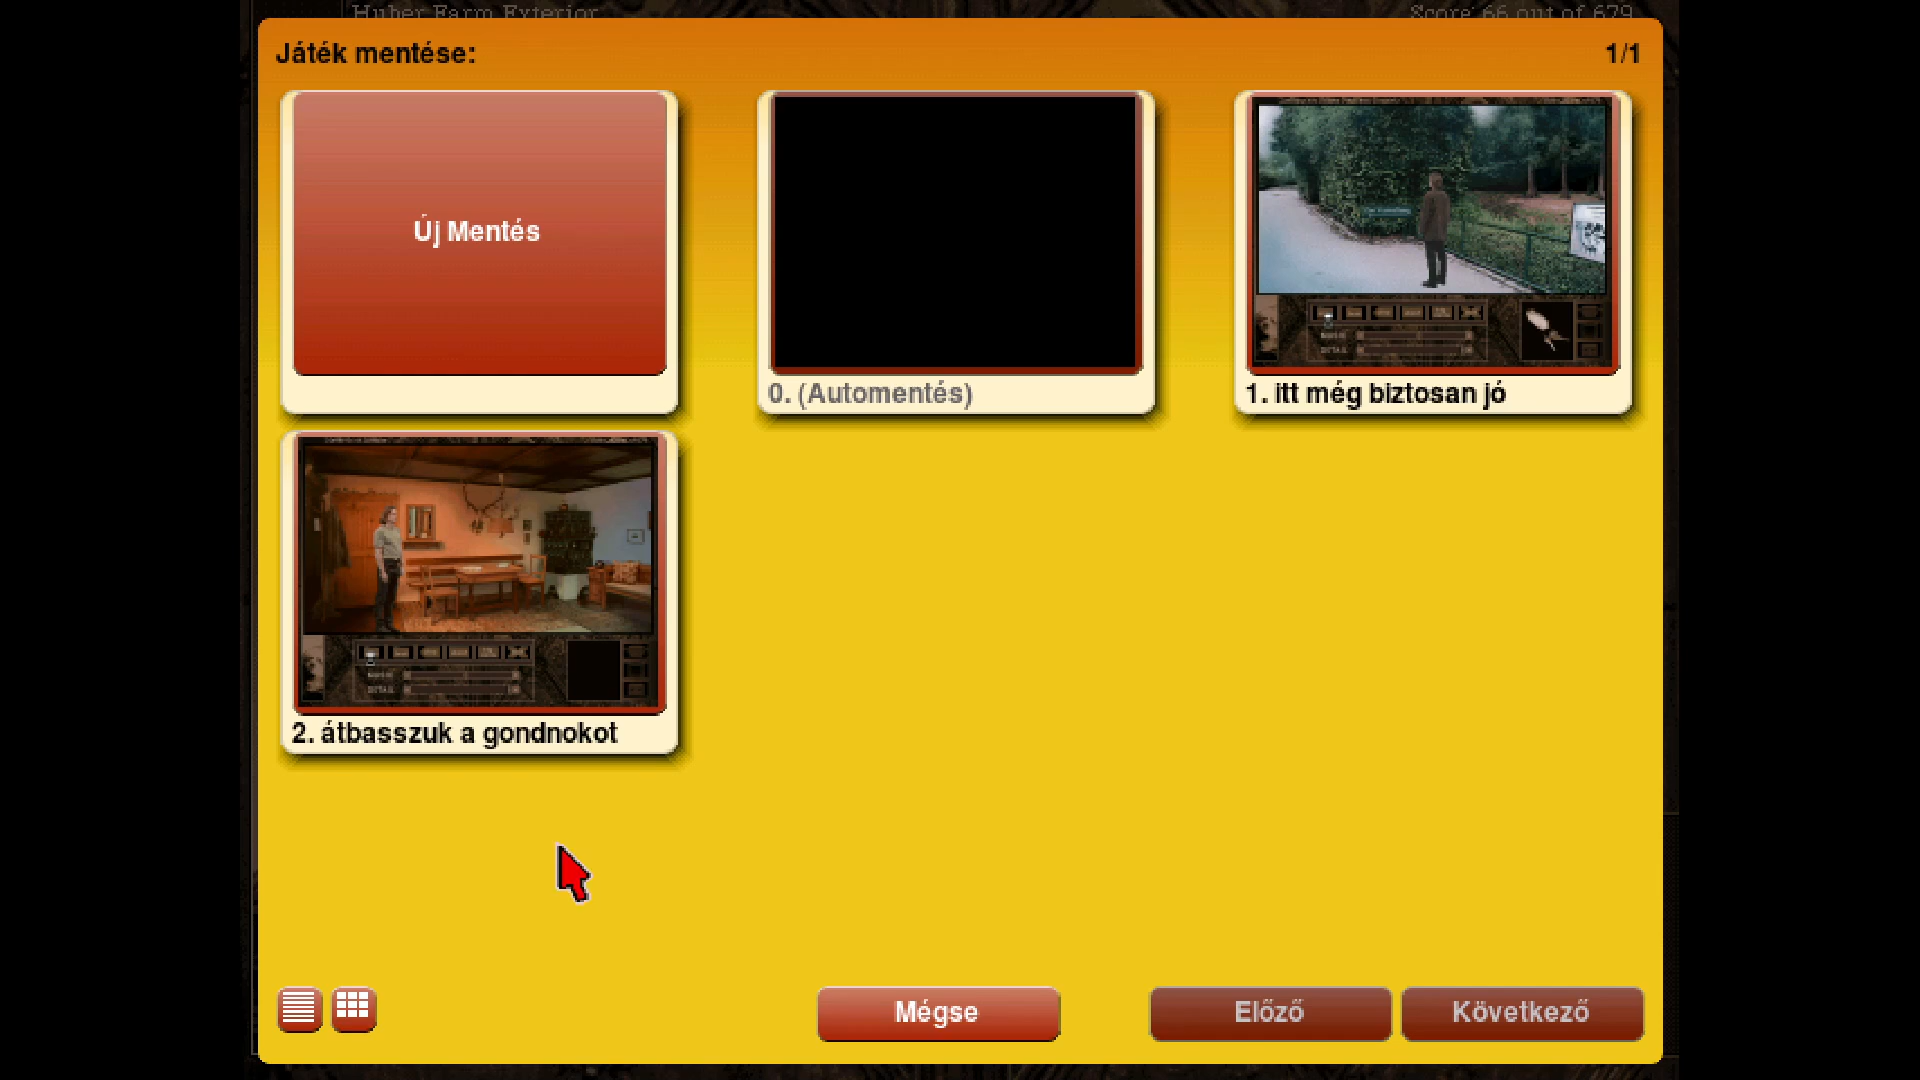 Huber Farm Exterior
Score: 66 out of 679
Játék mentése:
1/1
Új Mentés
0. (Automentés)
1. itt még biztosan jó
2. átbasszuk a gondnokot
Mégse
Előző
Következő